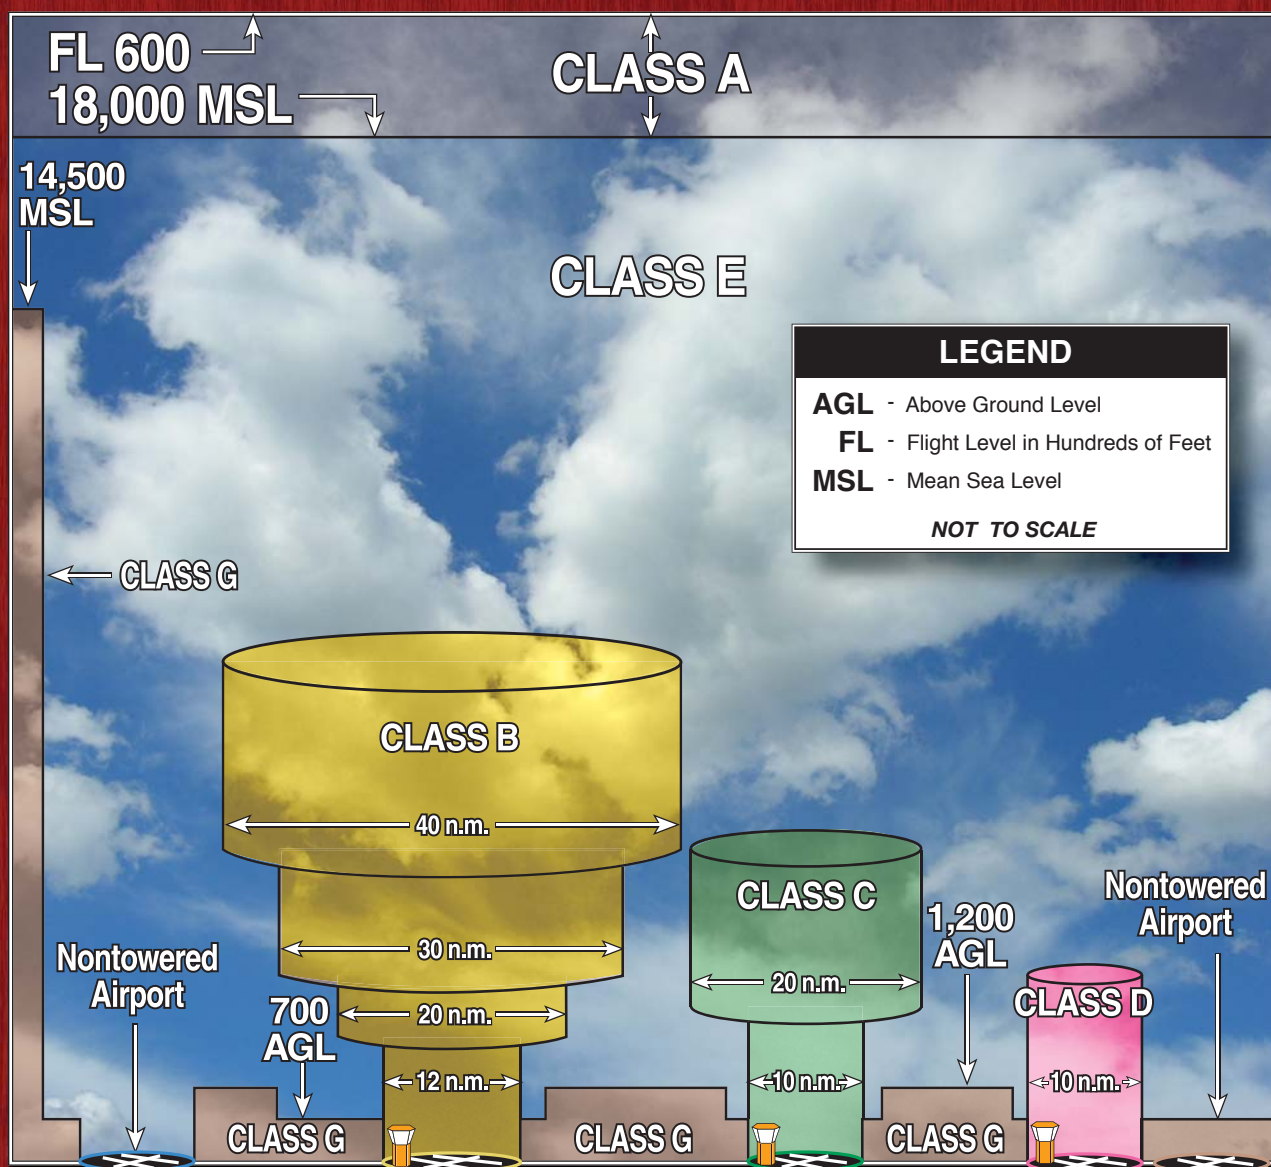 FL 600
18,000 MSL
CLASS A
14,500
MSL
CLASS E
LEGEND
AGL - Above Ground Level
FL - Flight Level in Hundreds of Feet
MSL - Mean Sea Level
NOT TO SCALE
CLASS G
CLASS B
40 n.m.
30 n.m.
20 n.m.
12 n.m.
CLASS C
20 n.m.
10 n.m.
1,200
AGL
Nontowered
Airport
CLASS D
10 n.m.
Nontowered
Airport
700
AGL
CLASS G
CLASS G
CLASS G